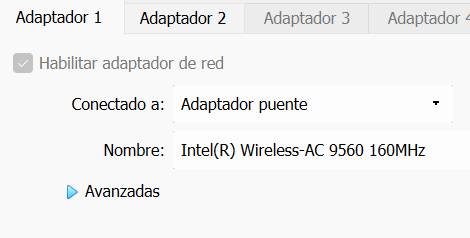 Adaptador 1 Adaptador 2 Adaptador 3 Adaptador 4
Habilitar adaptador de red
Conectado a: Adaptador puente
Nombre: Intel(R) Wireless-AC 9560 160MHz
Avanzadas